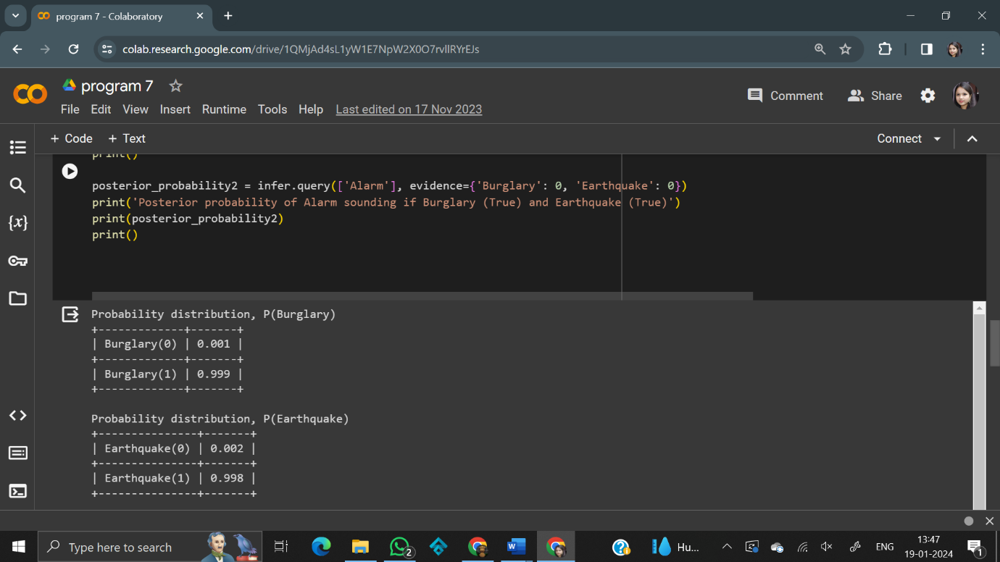 program 7 - Colaboratory
colab.research.google.com/drive/1QMjAd4sL1yW1E7NpW2X0O7rvllRYrEJs
program 7
Comment
Share
File Edit View Insert Runtime Tools Help Last edited on 17 Nov 2023
+ Code + Text
Connect
print()
posterior_probability2 = infer.query(['Alarm'], evidence={'Burglary': 0, 'Earthquake': 0})
print('Posterior probability of Alarm sounding if Burglary (True) and Earthquake (True)')
print(posterior_probability2)
print()
{x}
Probability distribution, P(Burglary)
+-------------+-------+
| Burglary(0) | 0.001 |
+-------------+-------+
| Burglary(1) | 0.999 |
+-------------+-------+
Probability distribution, P(Earthquake)
+---------------+-------+
| Earthquake(0) | 0.002 |
+---------------+-------+
| Earthquake(1) | 0.998 |
+---------------+-------+
Type here to search
2
W
Hu...
ENG
13:47
19-01-2024
1